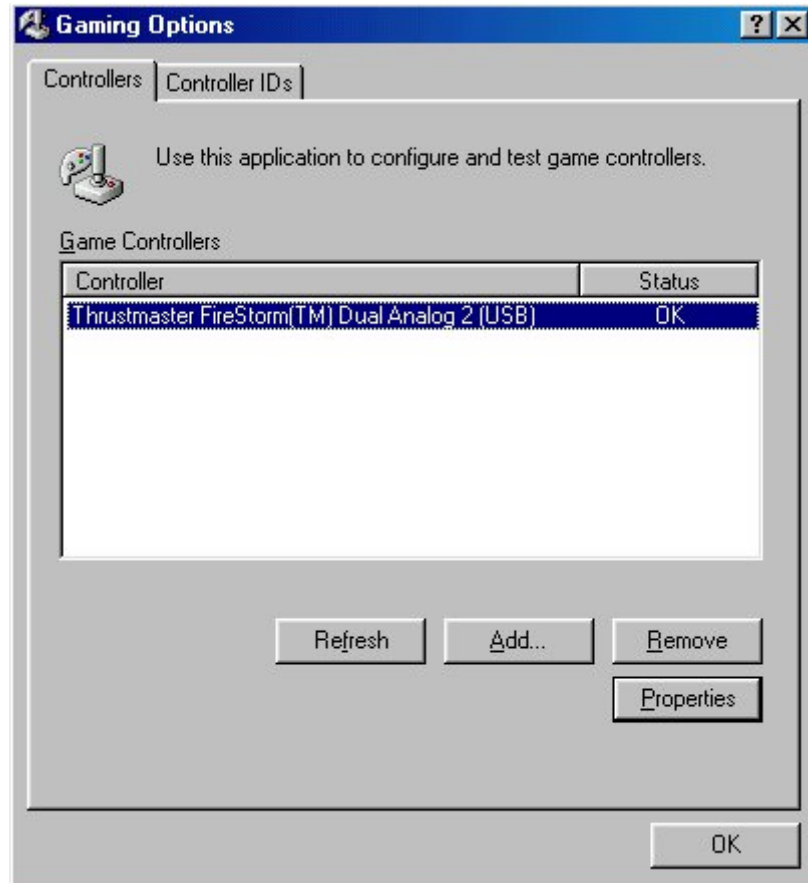 Gaming Options
Controllers Controller IDs
Use this application to configure and test game controllers.
Game Controllers
Controller Status
Thrustmaster FireStorm(TM) Dual Analog 2 (USB) OK
Refresh Add... Remove
Properties
OK